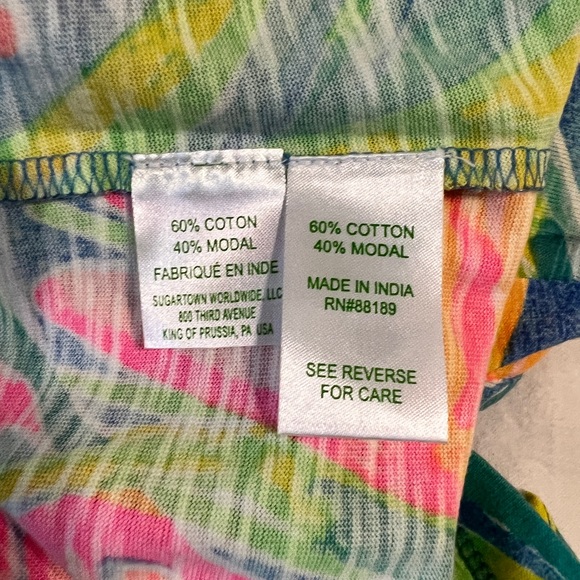 60% COTON
40% MODAL
FABRIQUÉ EN INDE
SUGARTOWN WORLDWIDE, LLC
800 THIRD AVENUE
KING OF PRUSSIA, PA USA
60% COTTON
40% MODAL
MADE IN INDIA
RN#88189
SEE REVERSE
FOR CARE